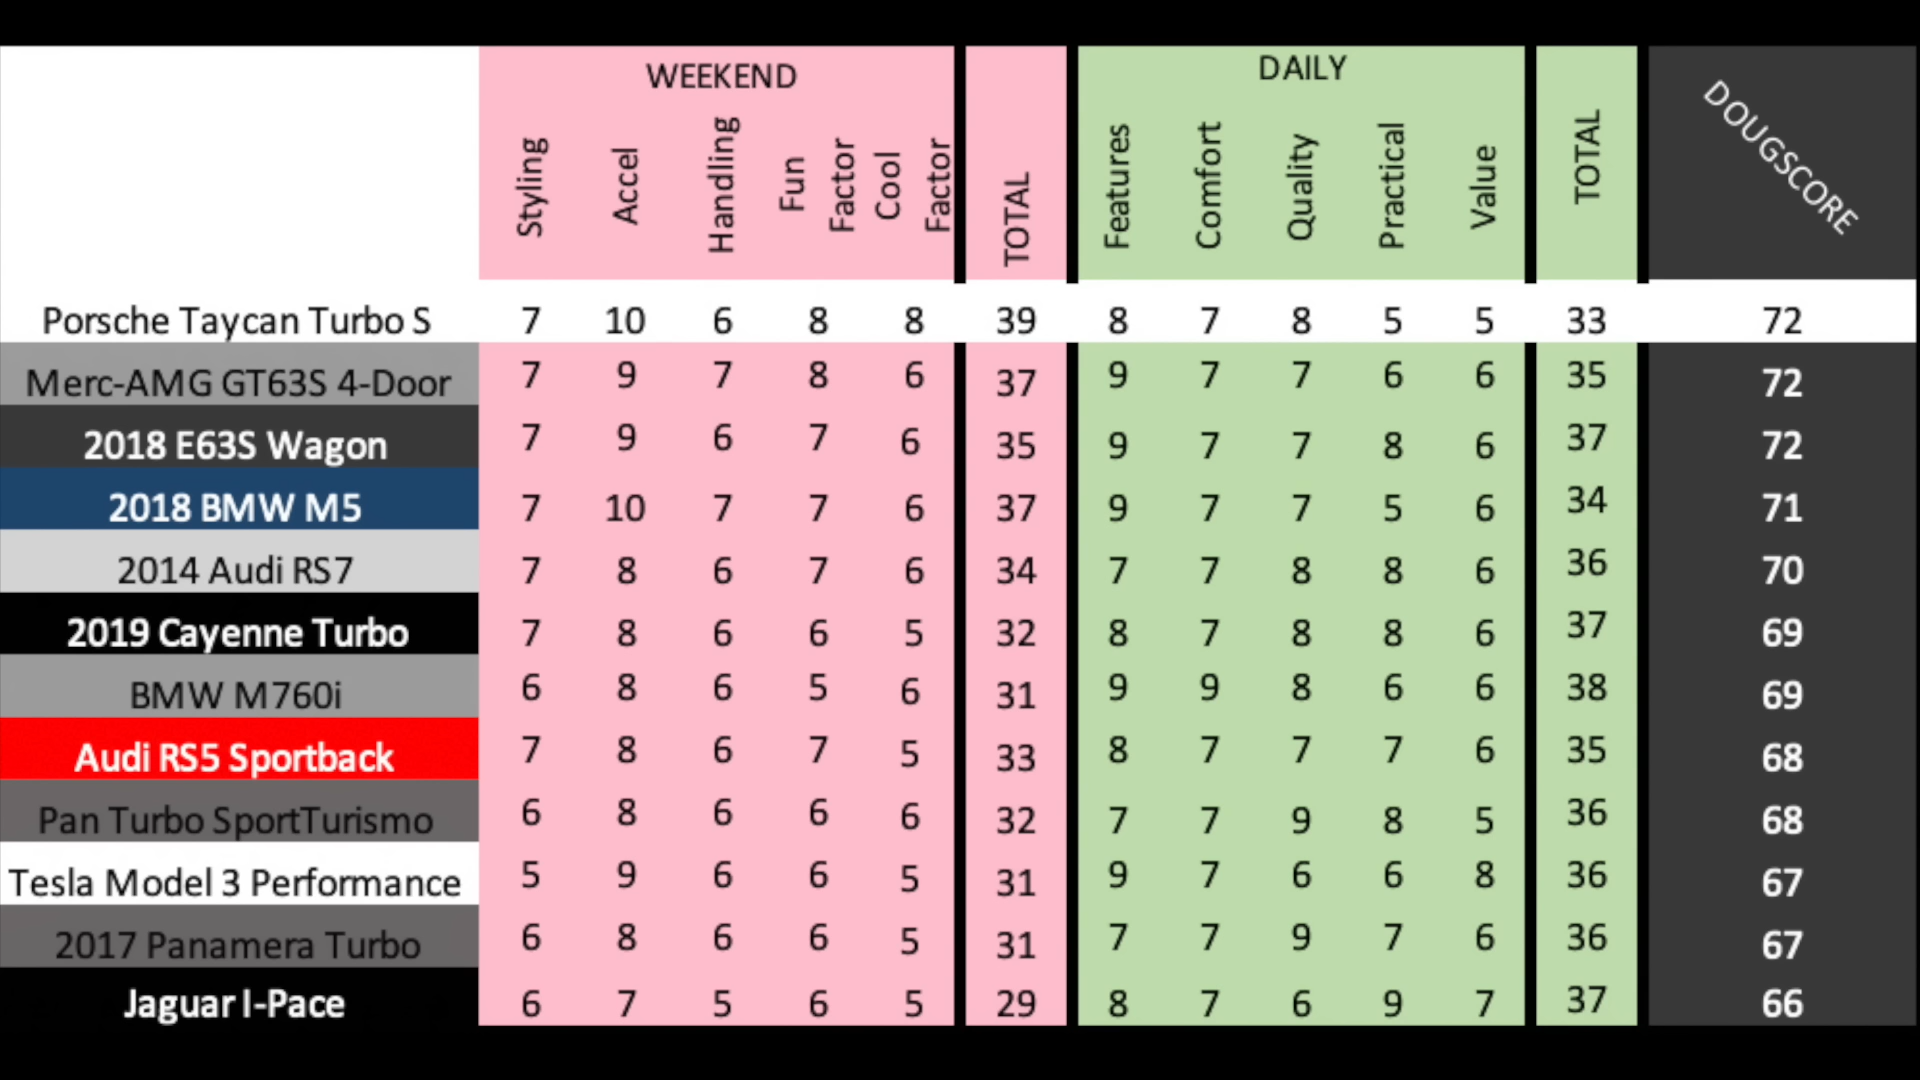 WEEKEND DAILY
Styling Accel Handling Fun Factor Cool Factor TOTAL Features Comfort Quality Practical Value TOTAL DOUGSCORE
Porsche Taycan Turbo S 7 10 6 8 8 39 8 7 8 5 5 33 72
Merc-AMG GT63S 4-Door 7 9 7 8 6 37 9 7 7 6 6 35 72
2018 E63S Wagon 7 9 6 7 6 35 9 7 7 8 6 37 72
2018 BMW M5 7 10 7 7 6 37 9 7 7 5 6 34 71
2014 Audi RS7 7 8 6 7 6 34 7 7 8 8 6 36 70
2019 Cayenne Turbo 7 8 6 6 5 32 8 7 8 8 6 37 69
BMW M760i 6 8 6 5 6 31 9 9 8 6 6 38 69
Audi RS5 Sportback 7 8 6 7 5 33 8 7 7 7 6 35 68
Pan Turbo SportTurismo 6 8 6 6 6 32 7 7 9 8 5 36 68
Tesla Model 3 Performance 5 9 6 6 5 31 9 7 6 6 8 36 67
2017 Panamera Turbo 6 8 6 6 5 31 7 7 9 7 6 36 67
Jaguar I-Pace 6 7 5 6 5 29 8 7 6 9 7 37 66